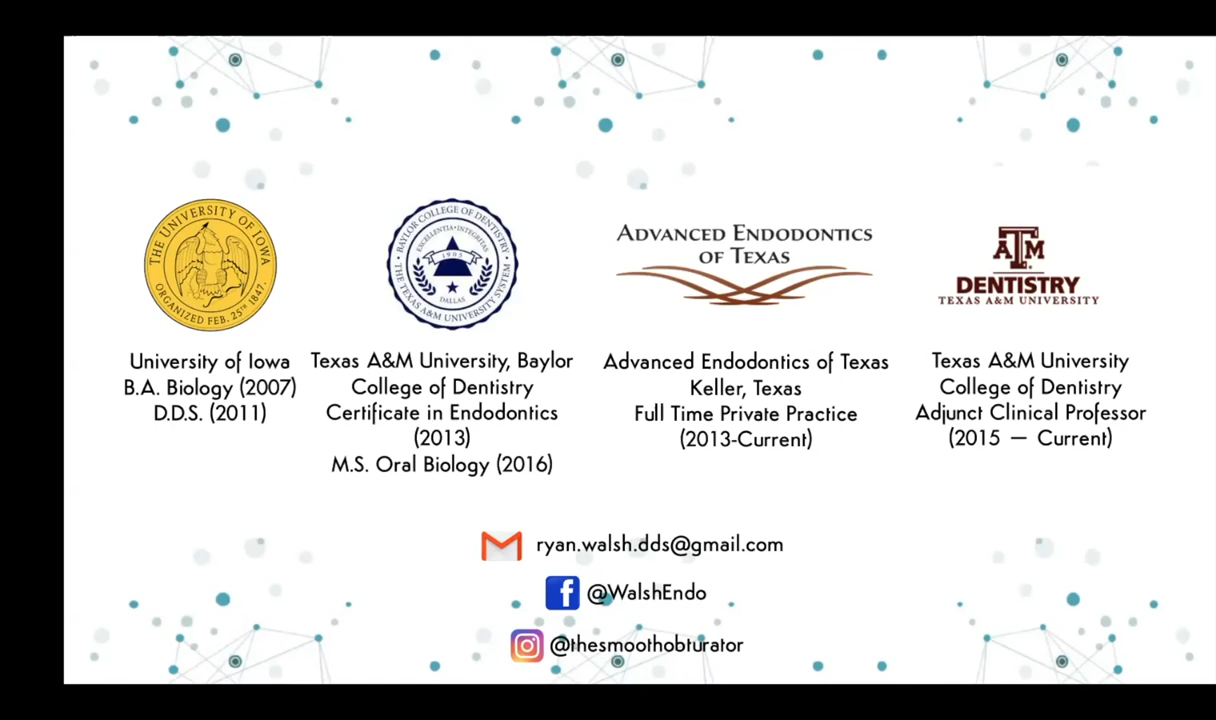 THE UNIVERSITY OF IOWA
ORGANIZED FEB. 25TH 1847.
BAYLOR COLLEGE OF DENTISTRY
EXCELLENTIA • INTEGRITAS
1905
DALLAS
• THE TEXAS A&M UNIVERSITY SYSTEM •
ADVANCED ENDODONTICS
OF TEXAS
A T M
DENTISTRY
TEXAS A&M UNIVERSITY
University of Iowa
B.A. Biology (2007)
D.D.S. (2011)
Texas A&M University, Baylor
College of Dentistry
Certificate in Endodontics
(2013)
M.S. Oral Biology (2016)
Advanced Endodontics of Texas
Keller, Texas
Full Time Private Practice
(2013-Current)
Texas A&M University
College of Dentistry
Adjunct Clinical Professor
(2015 – Current)
ryan.walsh.dds@gmail.com
@WalshEndo
@thesmoothobturator